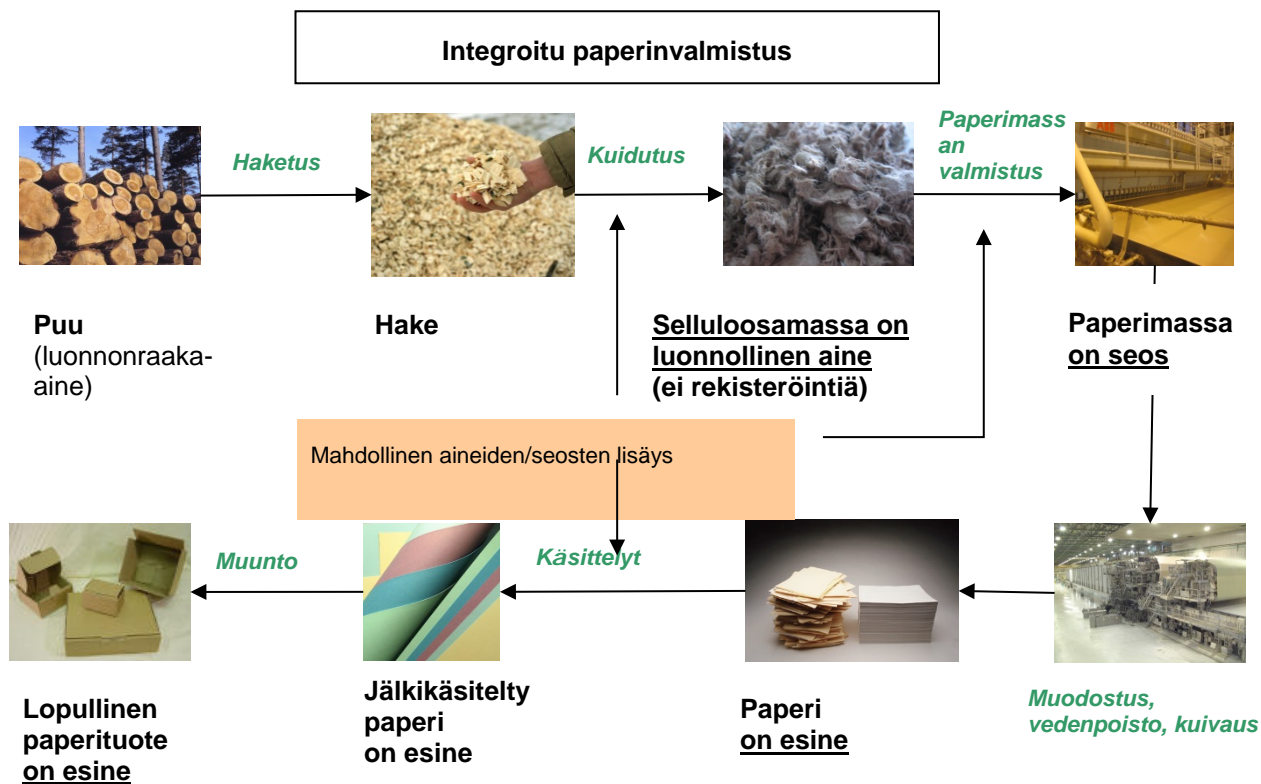 Integroitu paperinvalmistus
Haketus
Kuidutus
Paperimass
an
valmistus
Puu
(luonnonraaka-
aine)
Hake
Selluloosamassa on
luonnollinen aine
(ei rekisteröintiä)
Paperimassa
on seos
Mahdollinen aineiden/seosten lisäys
Muunto
Käsittelyt
Lopullinen
paperituote
on esine
Jälkikäsitelty
paperi
on esine
Paperi
on esine
Muodostus,
vedenpoisto, kuivaus